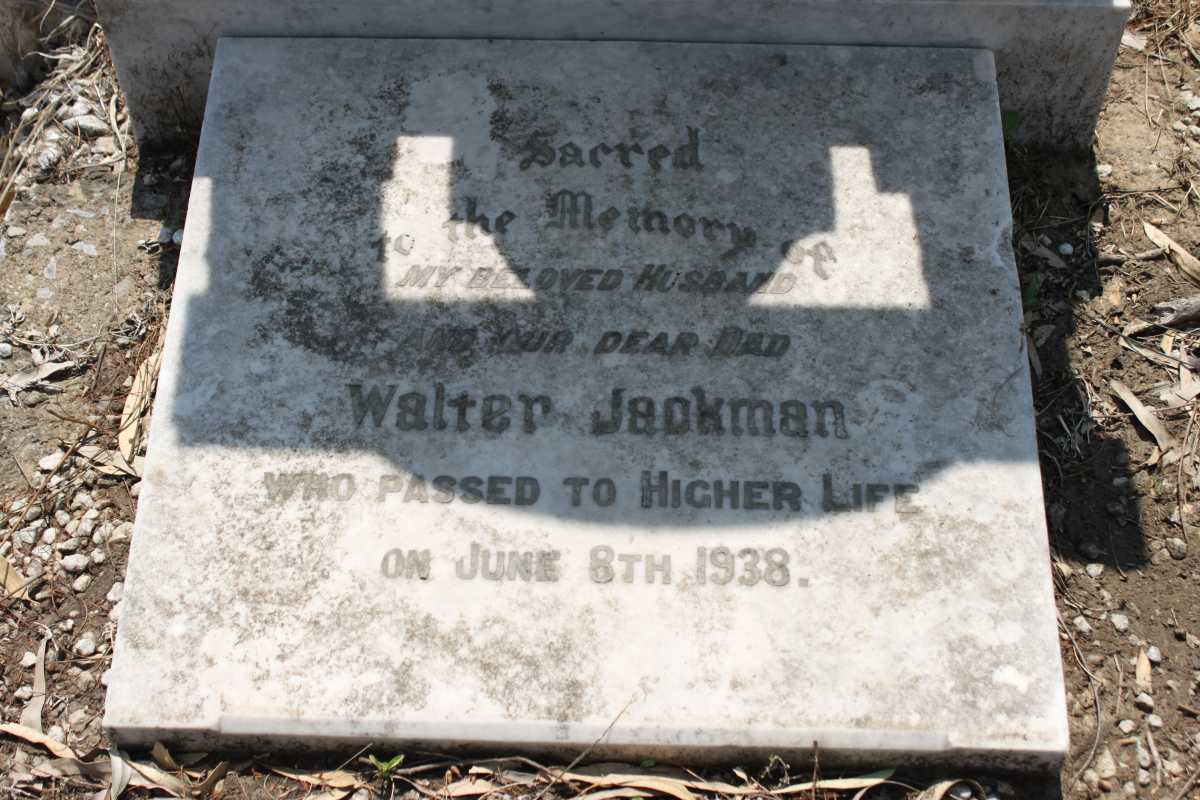 Sacred
to the Memory of
MY BELOVED HUSBAND
AND OUR DEAR DAD
Walter Jackman
WHO PASSED TO HIGHER LIFE
ON JUNE 8TH 1938.